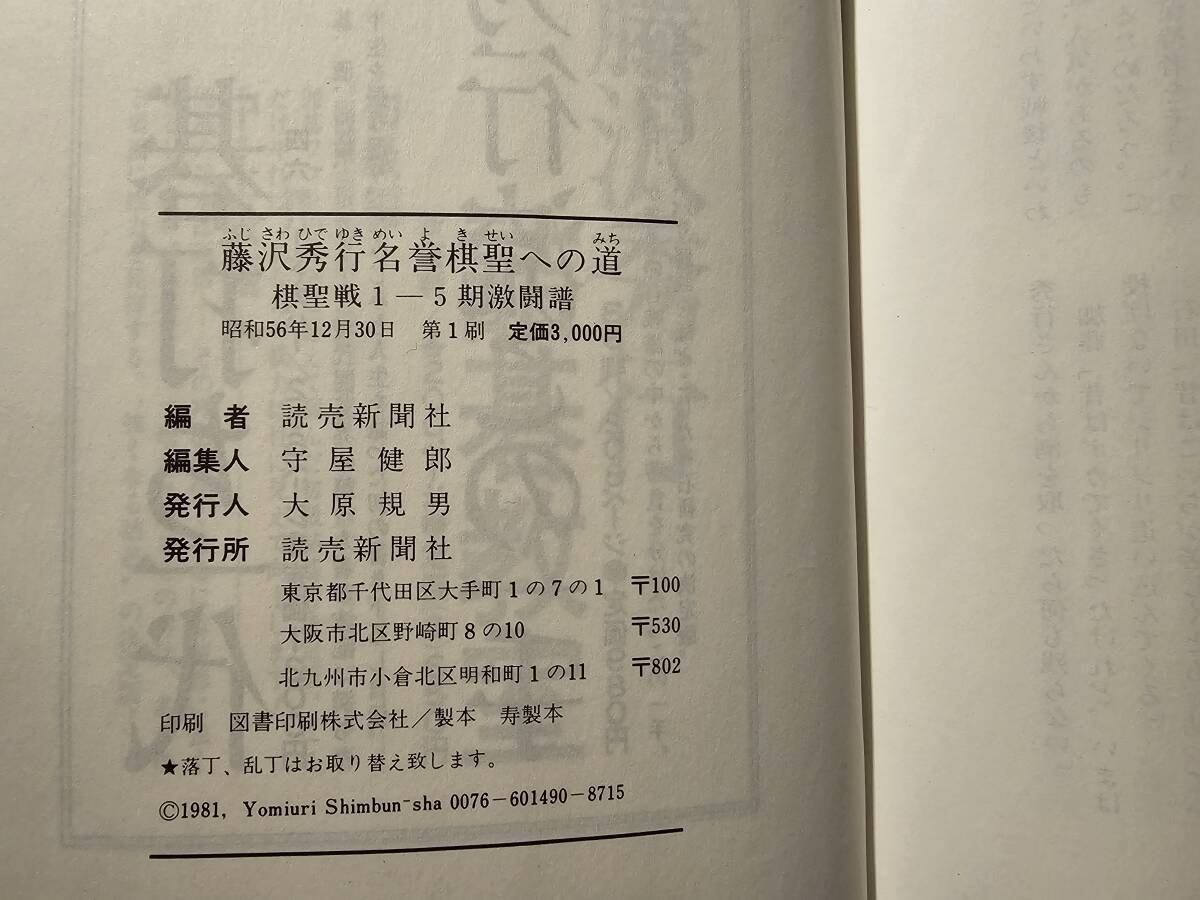 ふじ さわ ひで ゆき めい よ き せい みち
藤沢秀行名誉棋聖への道
棋聖戦1―5期激闘譜
昭和56年12月30日 第1刷 定価3,000円
編 者 読売新聞社
編集人 守屋健郎
発行人 大原規男
発行所 読売新聞社
東京都千代田区大手町1の7の1 〒100
大阪市北区野崎町8の10 〒530
北九州市小倉北区明和町1の11 〒802
印刷 図書印刷株式会社/製本 寿製本
★落丁、乱丁はお取り替え致します。
©1981, Yomiuri Shimbun-sha 0076-601490-8715